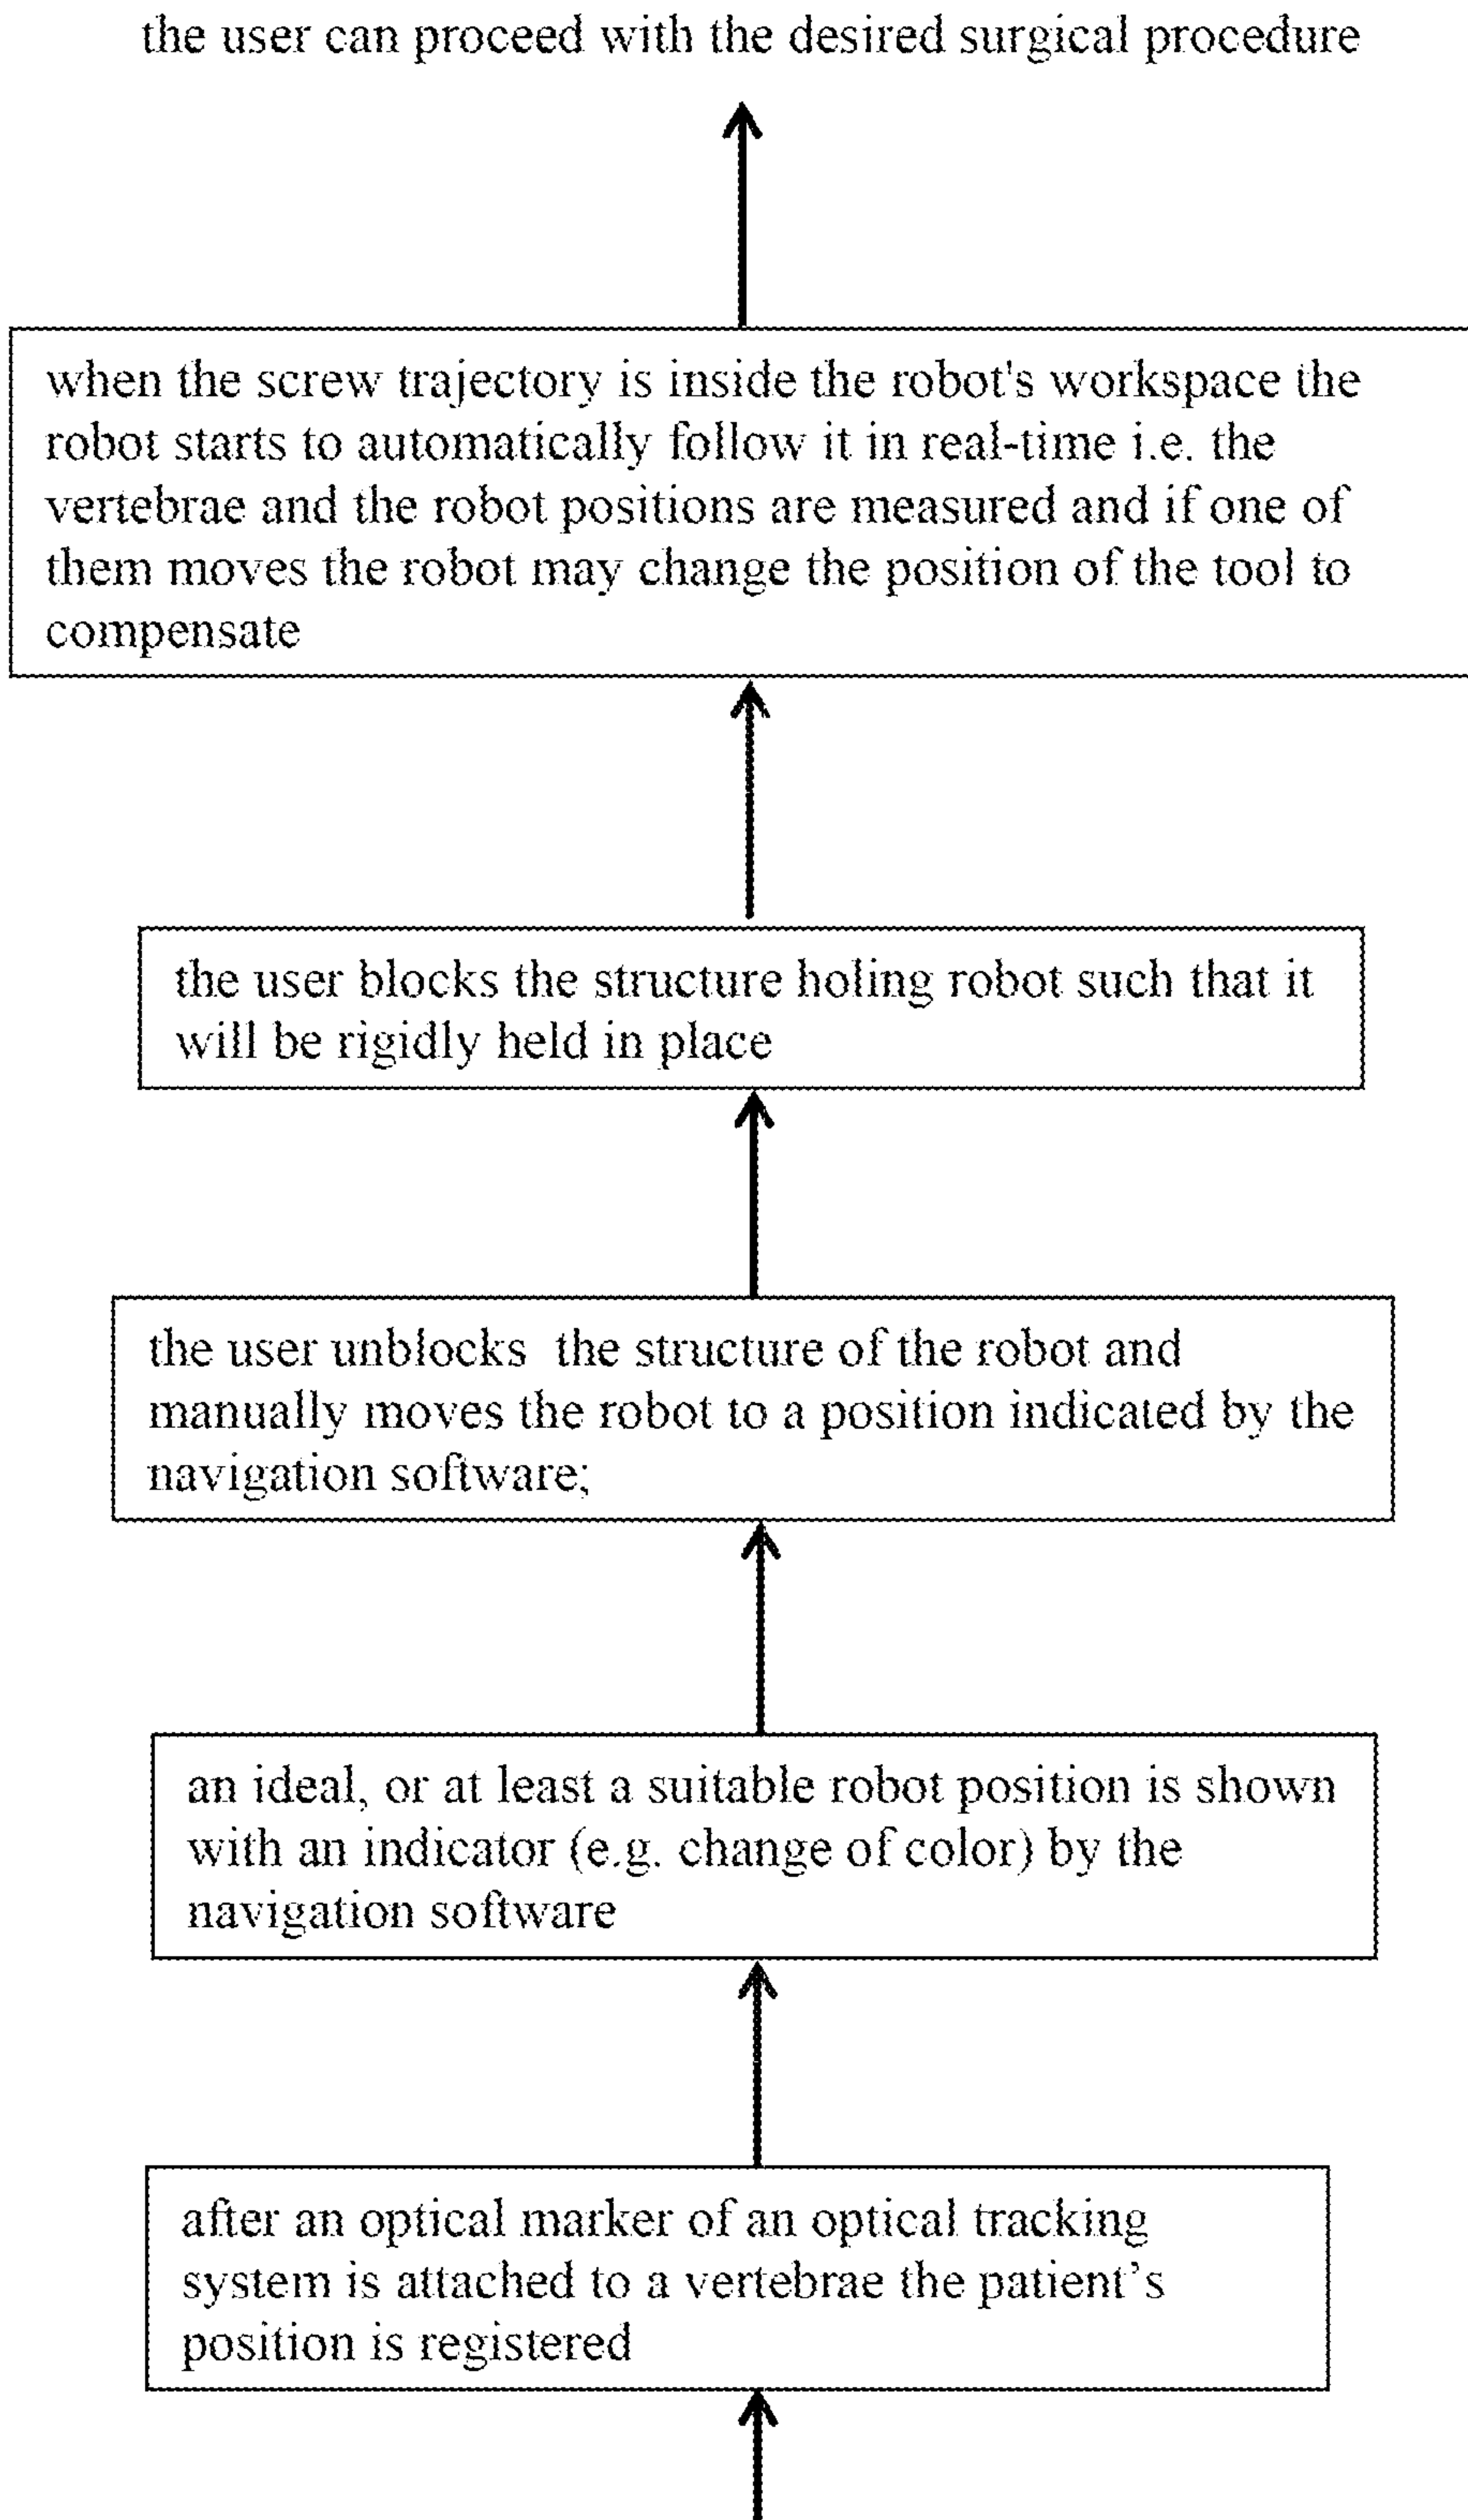 the user can proceed with the desired surgical procedure
when the screw trajectory is inside the robot's workspace the
robot starts to automatically follow it in real-time i.e. the
vertebrae and the robot positions are measured and if one of
them moves the robot may change the position of the tool to
compensate
the user blocks the structure holing robot such that it
will be rigidly held in place
the user unblocks  the structure of the robot and
manually moves the robot to a position indicated by the
navigation software;
an ideal, or at least a suitable robot position is shown
with an indicator (e.g. change of color) by the
navigation software
after an optical marker of an optical tracking
system is attached to a vertebrae the patient’s
position is registered